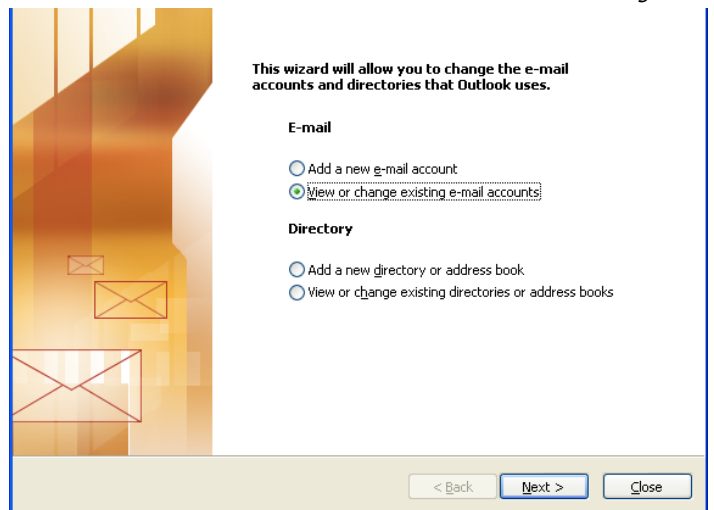 This wizard will allow you to change the e-mail
accounts and directories that Outlook uses.
E-mail
Add a new e-mail account
View or change existing e-mail accounts
Directory
Add a new directory or address book
View or change existing directories or address books
< Back
Next >
Close